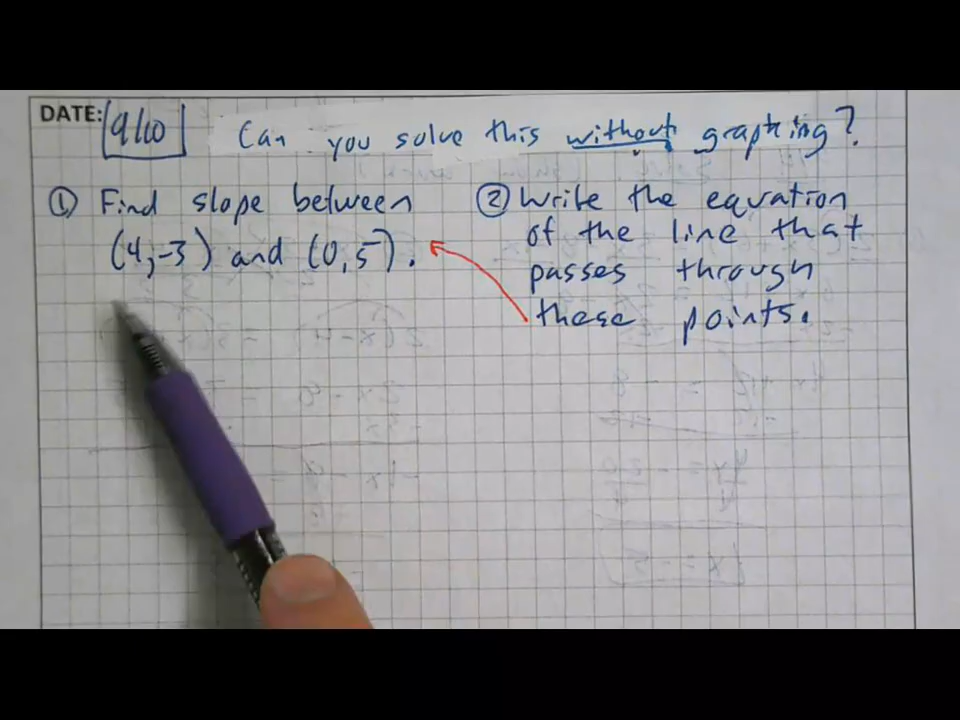 DATE: 9/10
Can you solve this without graphing?
① Find slope between
(4,-3) and (0,5).
② Write the equation
of the line that
passes through
these points.